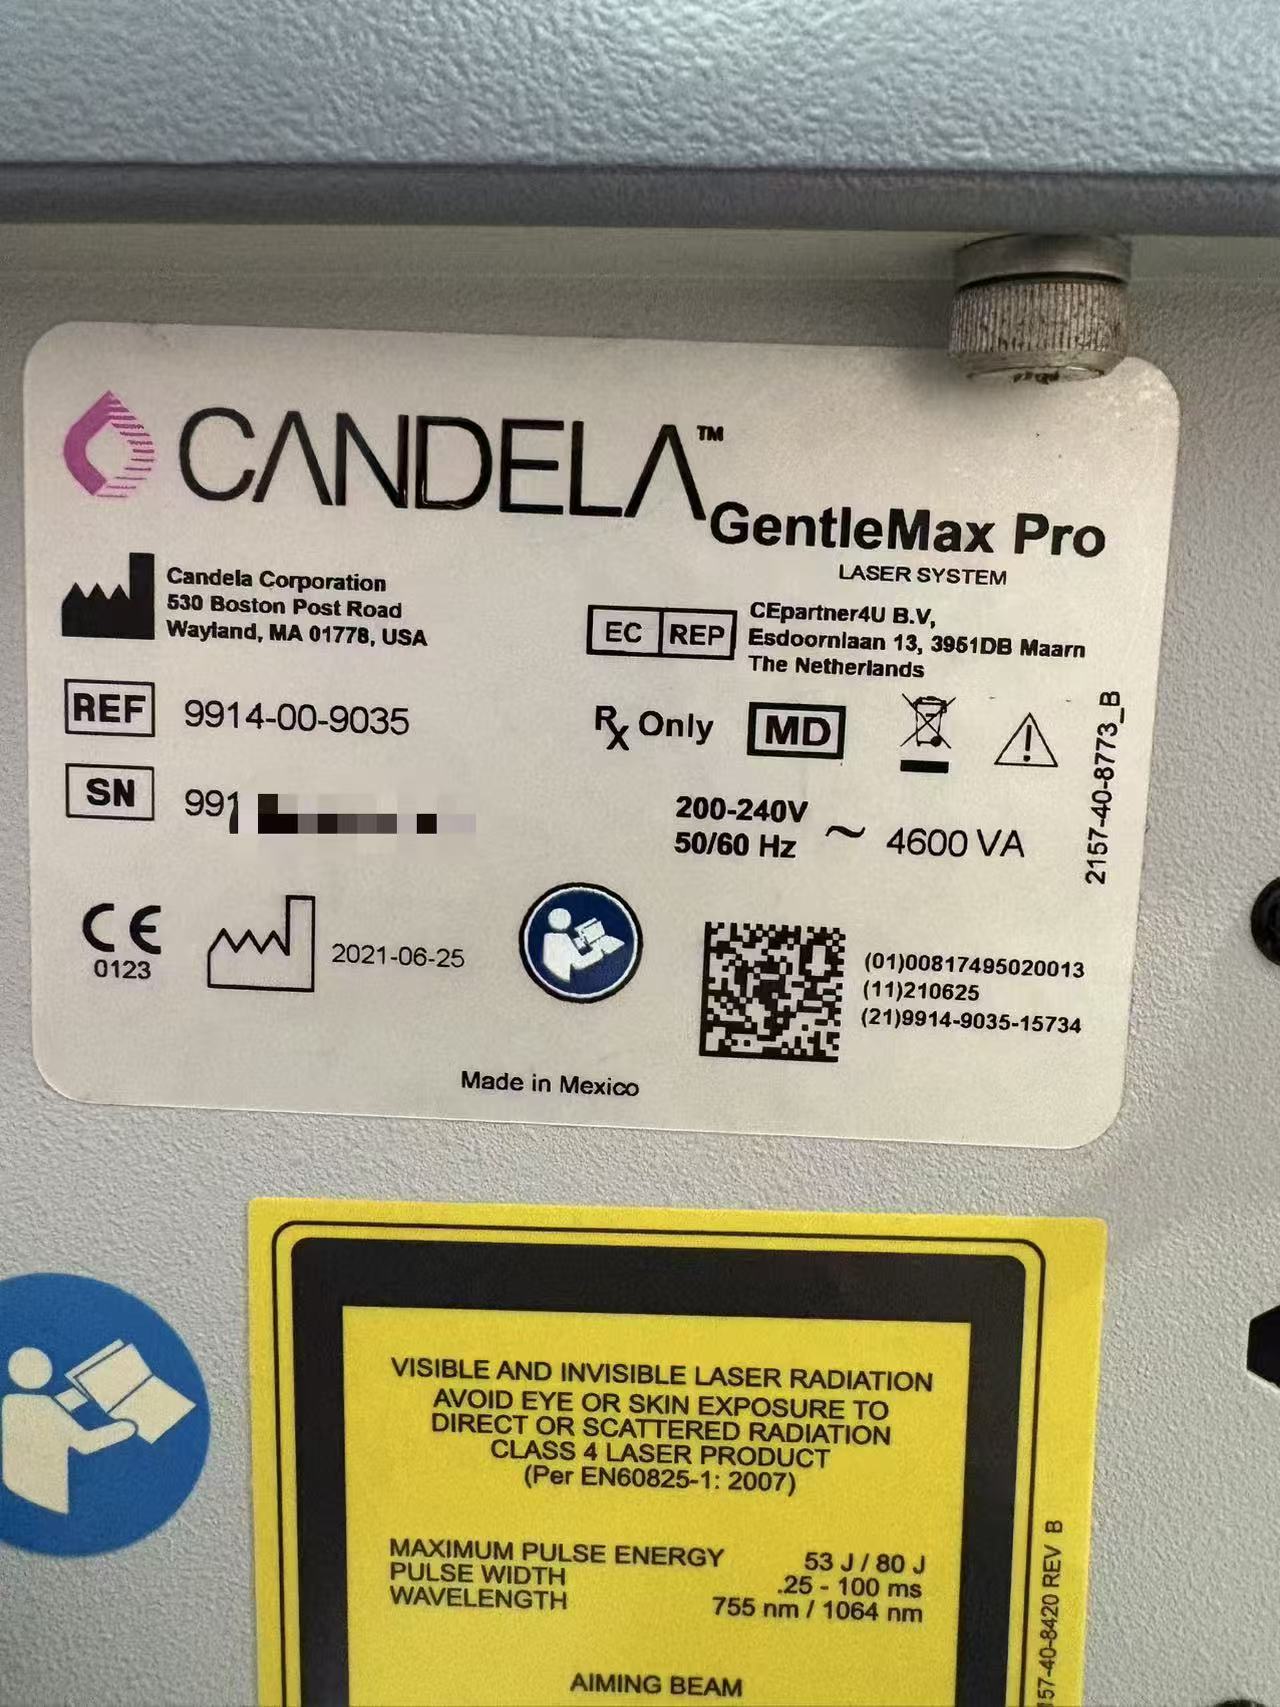 CANDELA™
GentleMax Pro
LASER SYSTEM
Candela Corporation
530 Boston Post Road
Wayland, MA 01778, USA
EC REP
CEpartner4U B.V,
Esdoornlaan 13, 3951DB Maarn
The Netherlands
REF 9914-00-9035
Rx Only
MD
2157-40-8773_B
SN 991
200-240V
50/60 Hz ~ 4600 VA
CE
0123
2021-06-25
(01)00817495020013
(11)210625
(21)9914-9035-15734
Made in Mexico
VISIBLE AND INVISIBLE LASER RADIATION
AVOID EYE OR SKIN EXPOSURE TO
DIRECT OR SCATTERED RADIATION
CLASS 4 LASER PRODUCT
(Per EN60825-1: 2007)
MAXIMUM PULSE ENERGY 53 J / 80 J
PULSE WIDTH .25 - 100 ms
WAVELENGTH 755 nm / 1064 nm
AIMING BEAM
157-40-8420 REV B